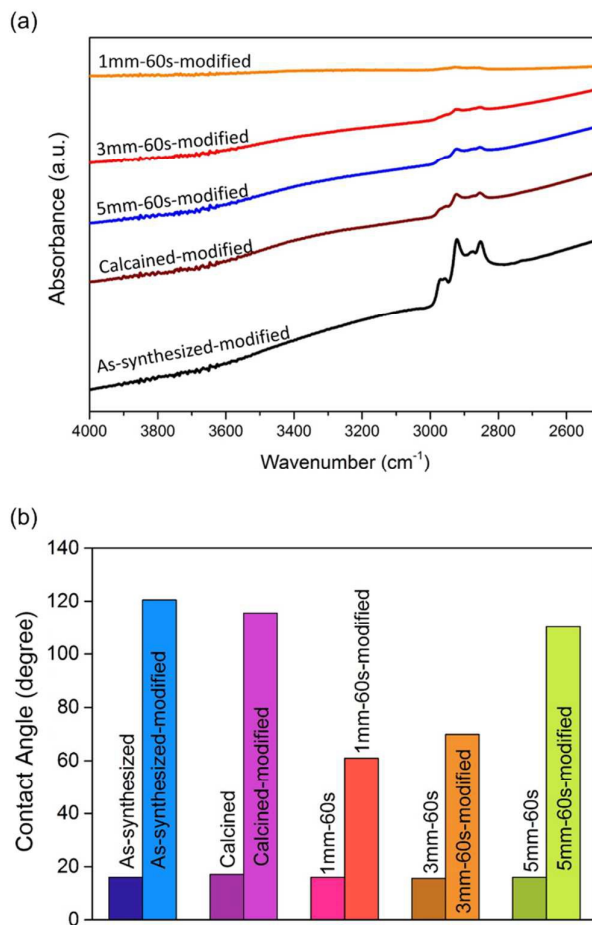 (a)
1mm-60s-modified
3mm-60s-modified
5mm-60s-modified
Calcained-modified
As-synthesized-modified
Absorbance (a.u.)
4000 3800 3600 3400 3200 3000 2800 2600
Wavenumber (cm⁻¹)
(b)
140
120
100
80
60
40
20
0
Contact Angle (degree)
As-synthesized
As-synthesized-modified
Calcined
Calcined-modified
1mm-60s
1mm-60s-modified
3mm-60s
3mm-60s-modified
5mm-60s
5mm-60s-modified